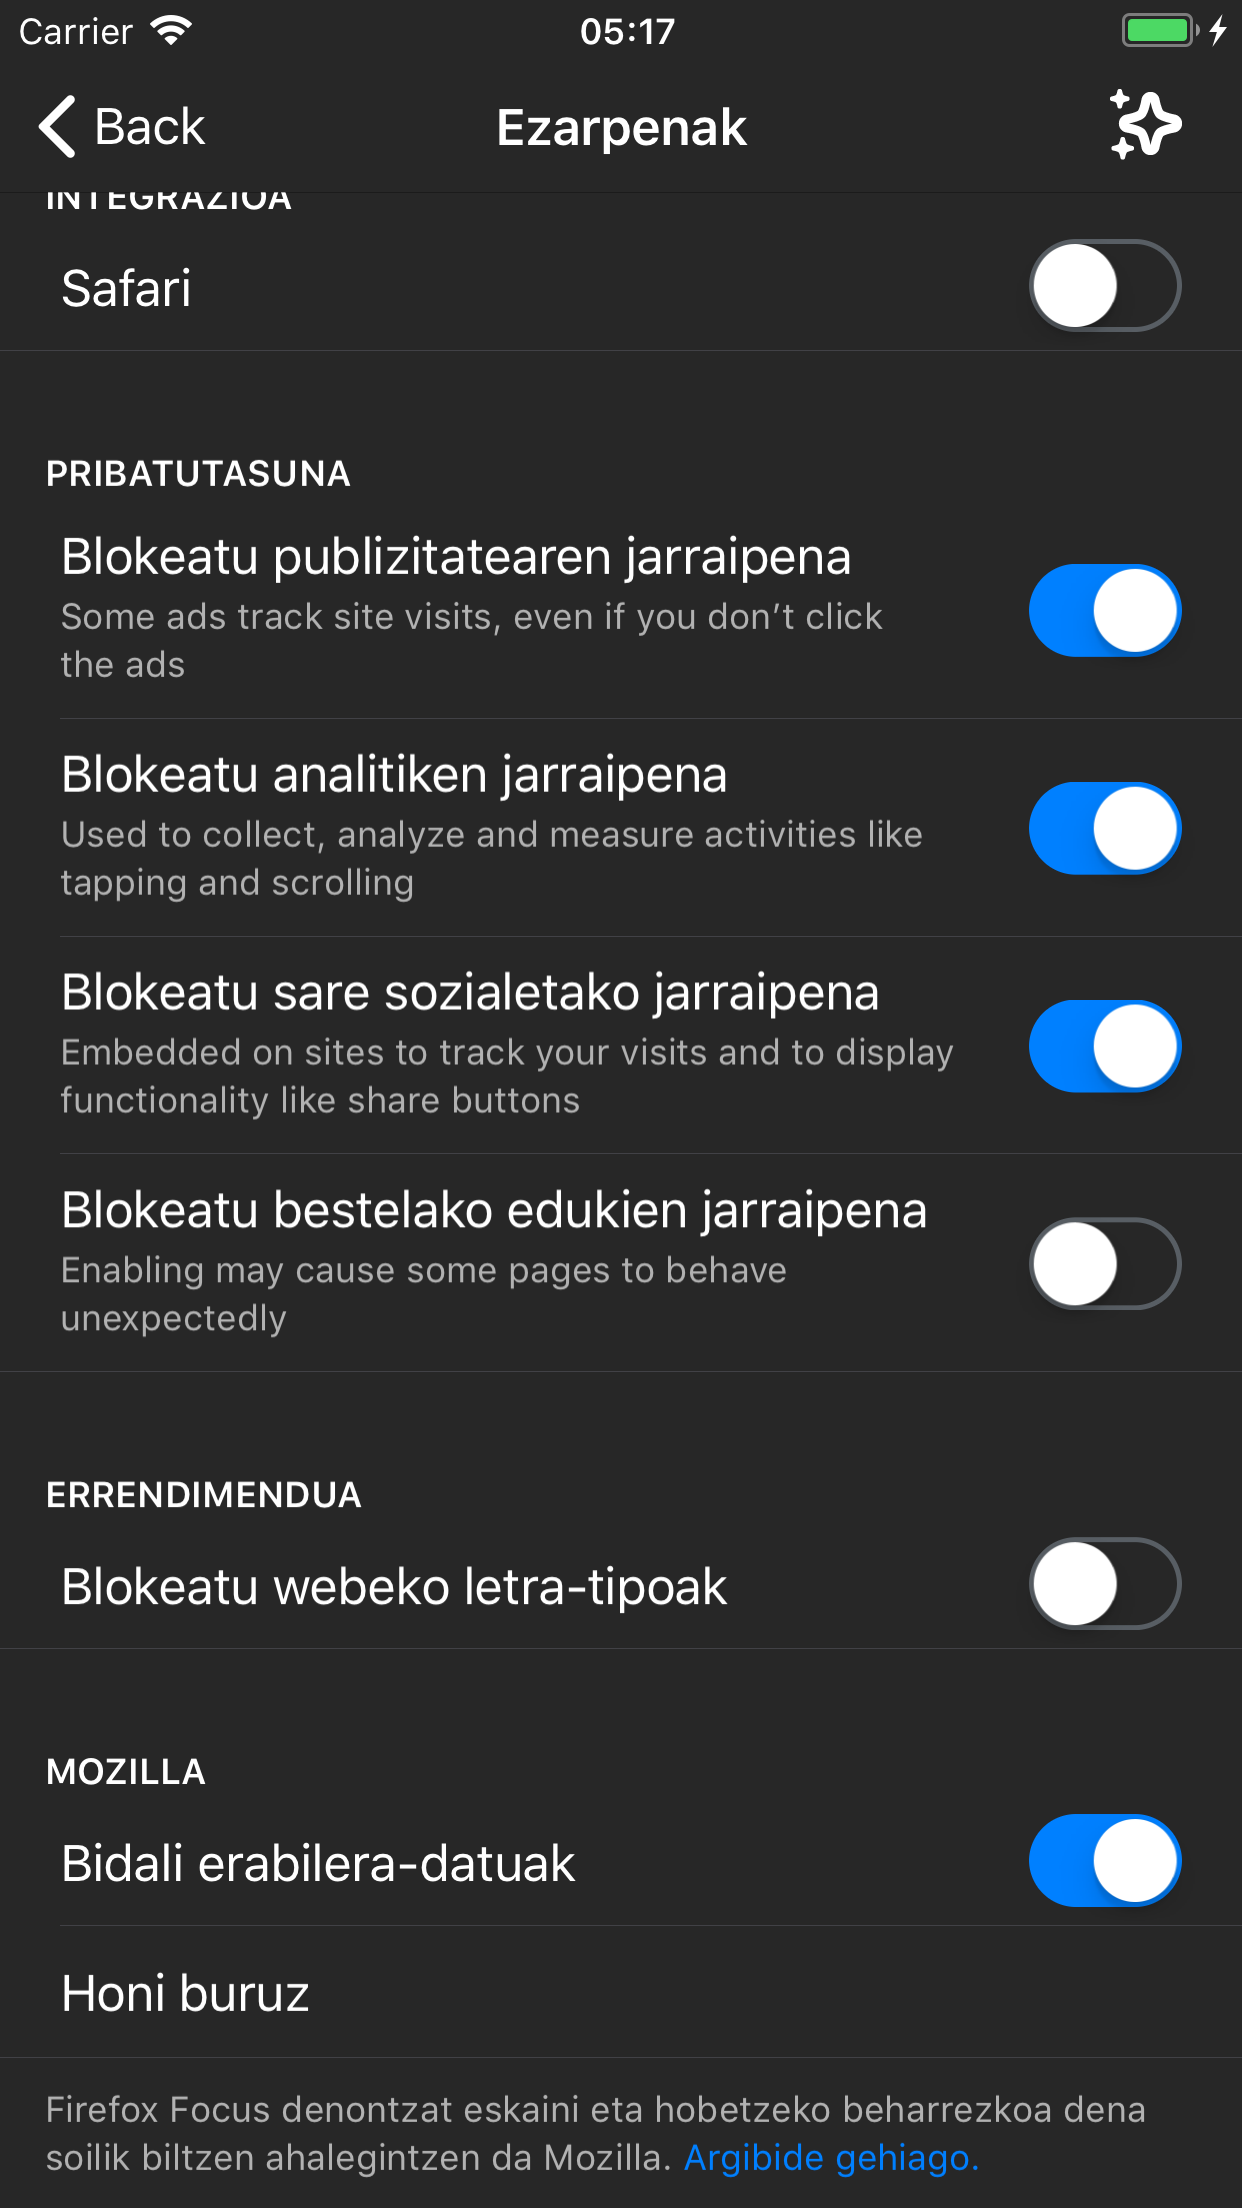 Carrier
05:17
Back
Ezarpenak
INTEGRAZIOA
Safari
PRIBATUTASUNA
Blokeatu publizitatearen jarraipena
Some ads track site visits, even if you don’t click
the ads
Blokeatu analitiken jarraipena
Used to collect, analyze and measure activities like
tapping and scrolling
Blokeatu sare sozialetako jarraipena
Embedded on sites to track your visits and to display
functionality like share buttons
Blokeatu bestelako edukien jarraipena
Enabling may cause some pages to behave
unexpectedly
ERRENDIMENDUA
Blokeatu webeko letra-tipoak
MOZILLA
Bidali erabilera-datuak
Honi buruz
Firefox Focus denontzat eskaini eta hobetzeko beharrezkoa dena
soilik biltzen ahalegintzen da Mozilla. Argibide gehiago.